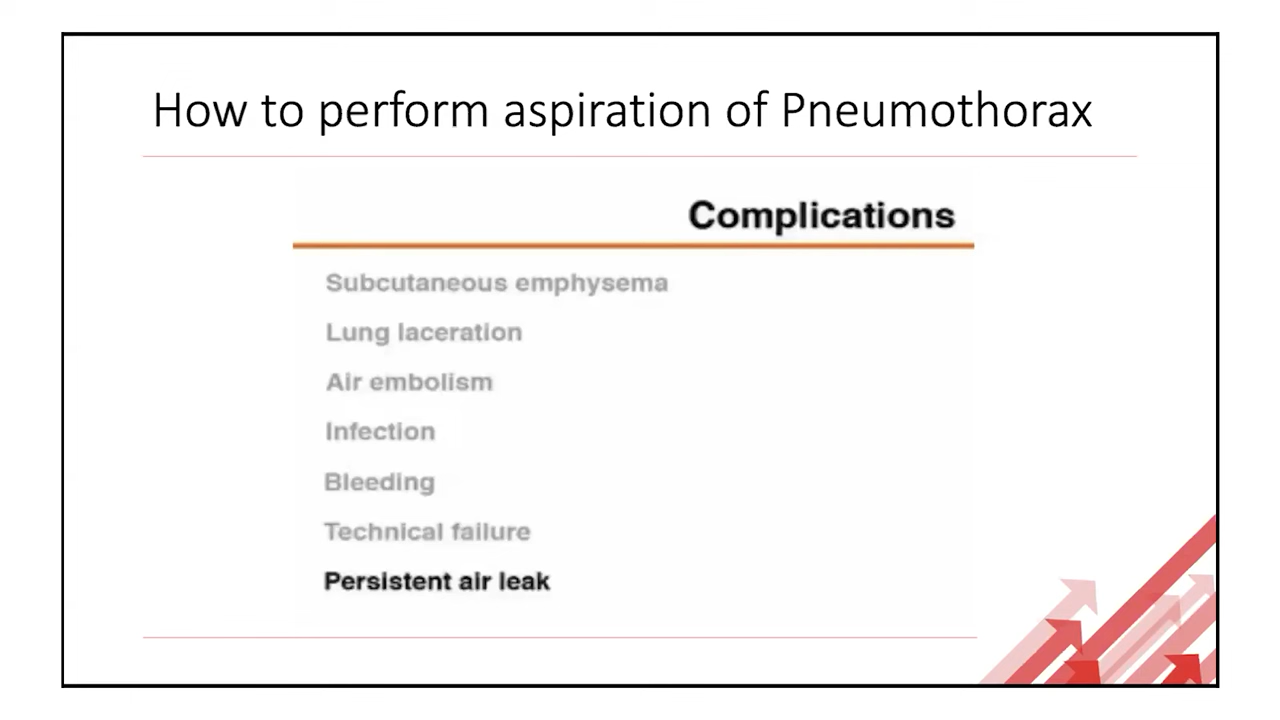 How to perform aspiration of Pneumothorax
Complications
Subcutaneous emphysema
Lung laceration
Air embolism
Infection
Bleeding
Technical failure
Persistent air leak